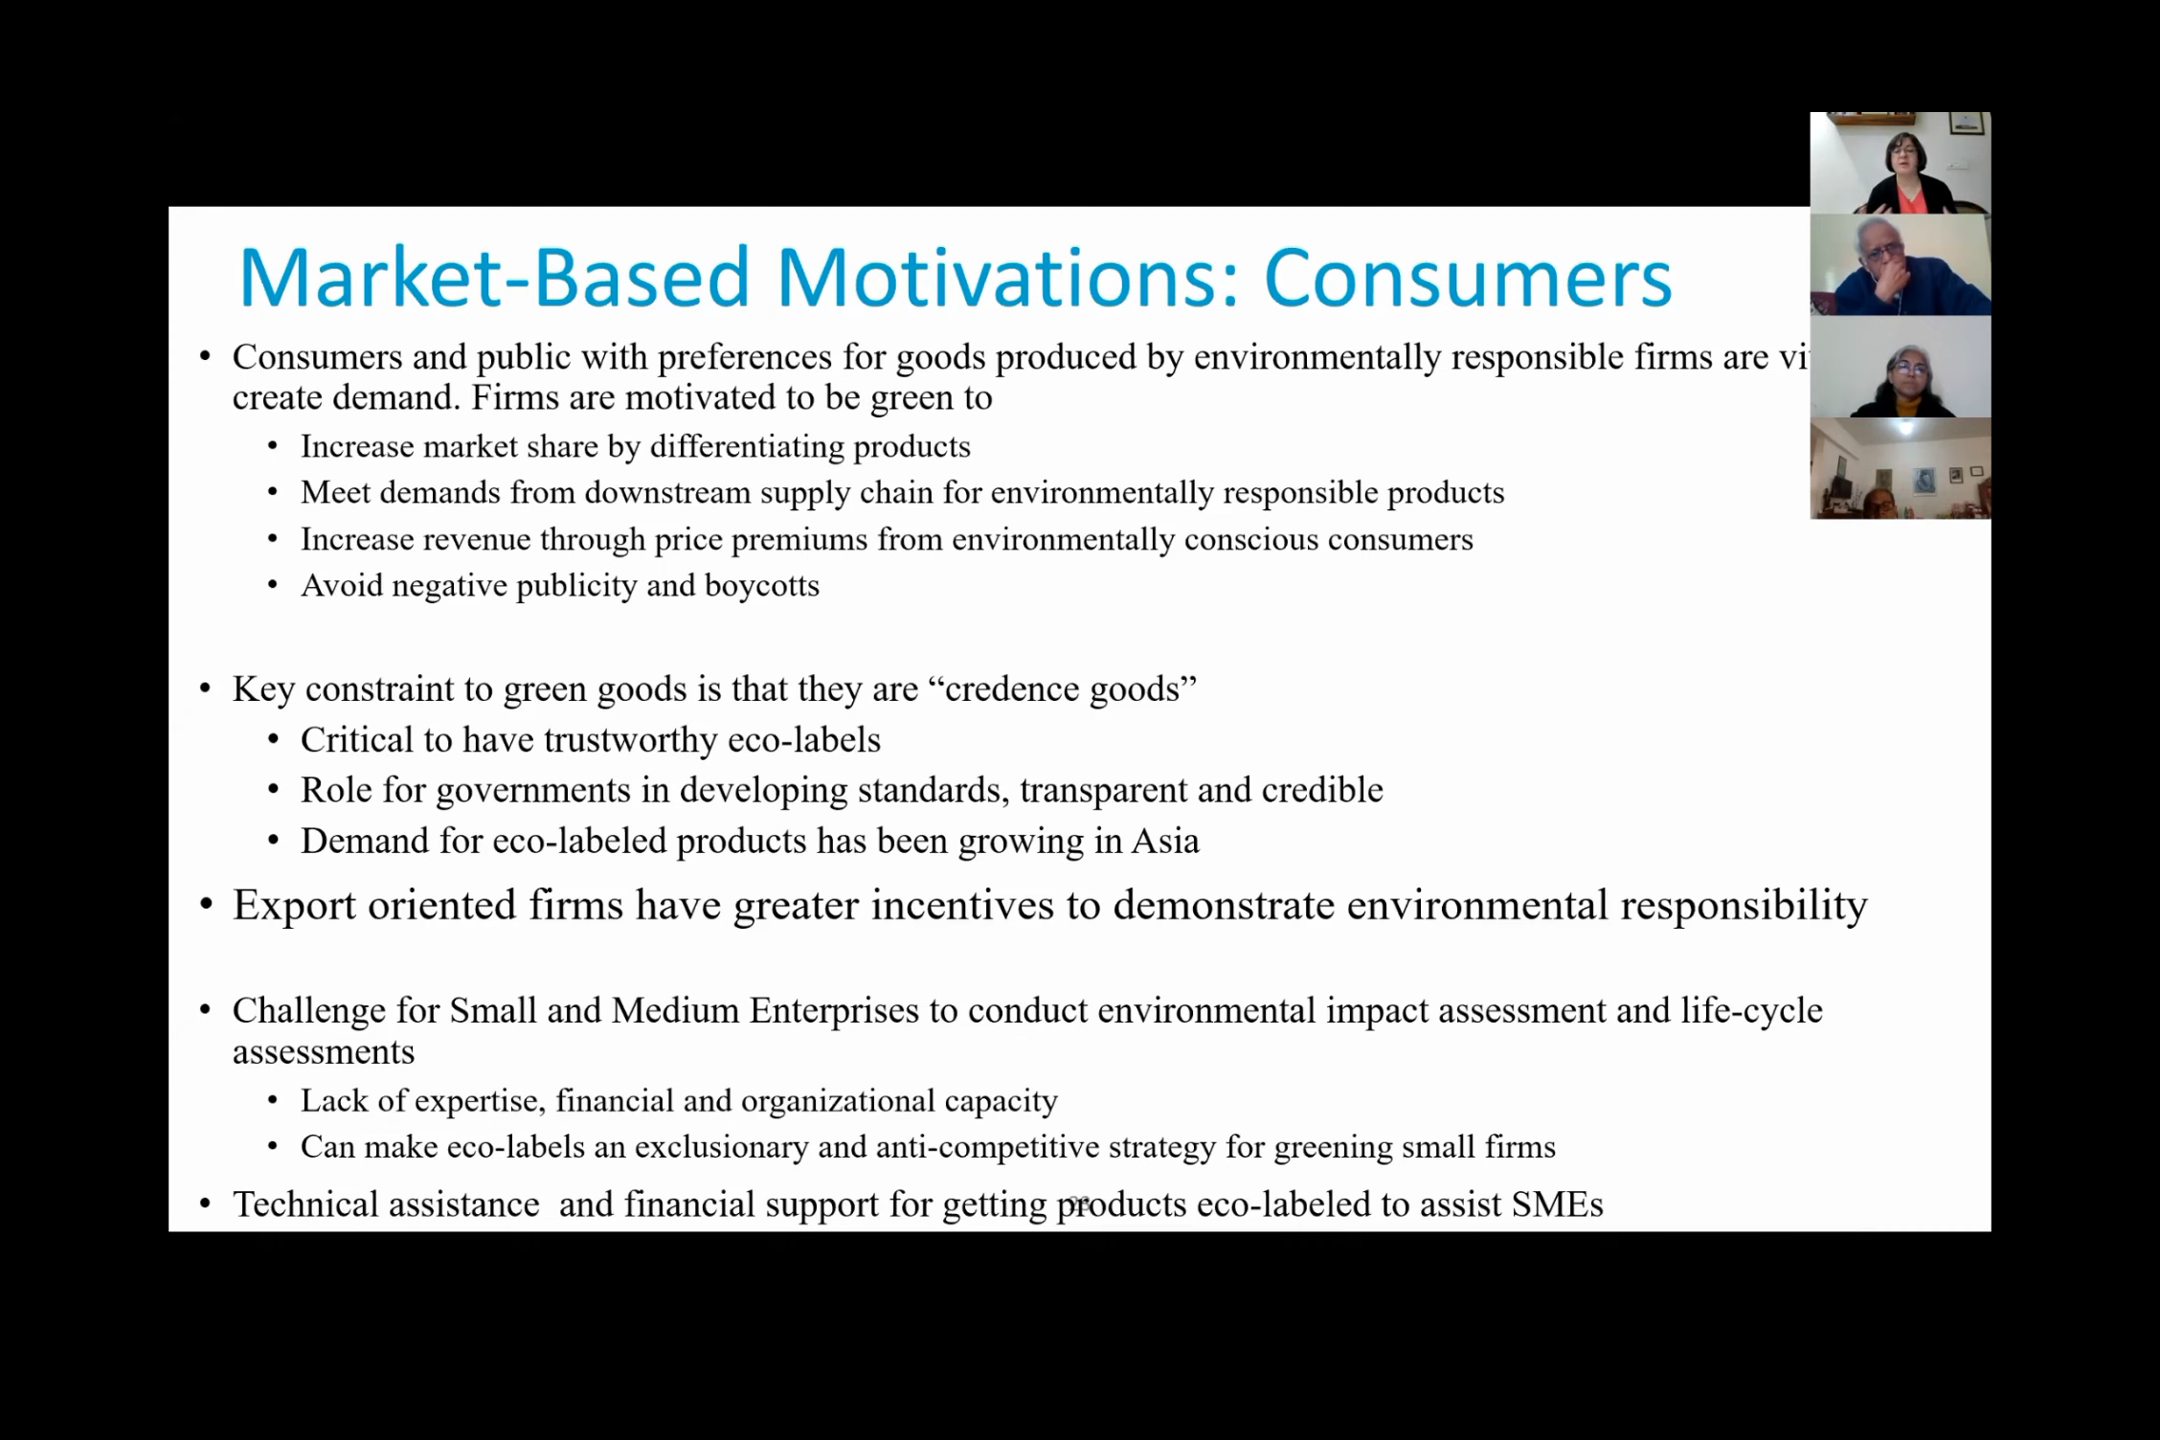 Market-Based Motivations: Consumers
• Consumers and public with preferences for goods produced by environmentally responsible firms are
create demand. Firms are motivated to be green to
• Increase market share by differentiating products
• Meet demands from downstream supply chain for environmentally responsible products
• Increase revenue through price premiums from environmentally conscious consumers
• Avoid negative publicity and boycotts
• Key constraint to green goods is that they are “credence goods”
• Critical to have trustworthy eco-labels
• Role for governments in developing standards, transparent and credible
• Demand for eco-labeled products has been growing in Asia
• Export oriented firms have greater incentives to demonstrate environmental responsibility
• Challenge for Small and Medium Enterprises to conduct environmental impact assessment and life-cycle
assessments
• Lack of expertise, financial and organizational capacity
• Can make eco-labels an exclusionary and anti-competitive strategy for greening small firms
• Technical assistance and financial support for getting products eco-labeled to assist SMEs